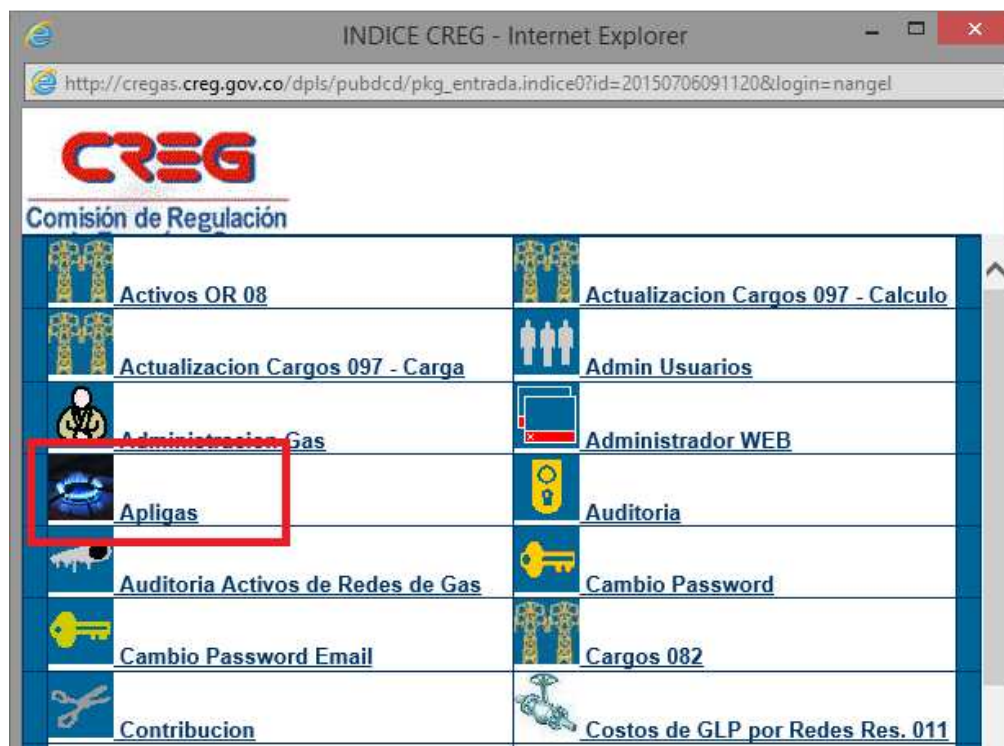 INDICE CREG - Internet Explorer
http://cregas.creg.gov.co/dpls/pubdcd/pkg_entrada.indice0?id=20150706091120&login=nangel
CREG
Comisión de Regulación
Activos OR 08
Actualizacion Cargos 097 - Calculo
Actualizacion Cargos 097 - Carga
Admin Usuarios
Administracion Gas
Administrador WEB
Apligas
Auditoria
Auditoria Activos de Redes de Gas
Cambio Password
Cambio Password Email
Cargos 082
Contribucion
Costos de GLP por Redes Res. 011